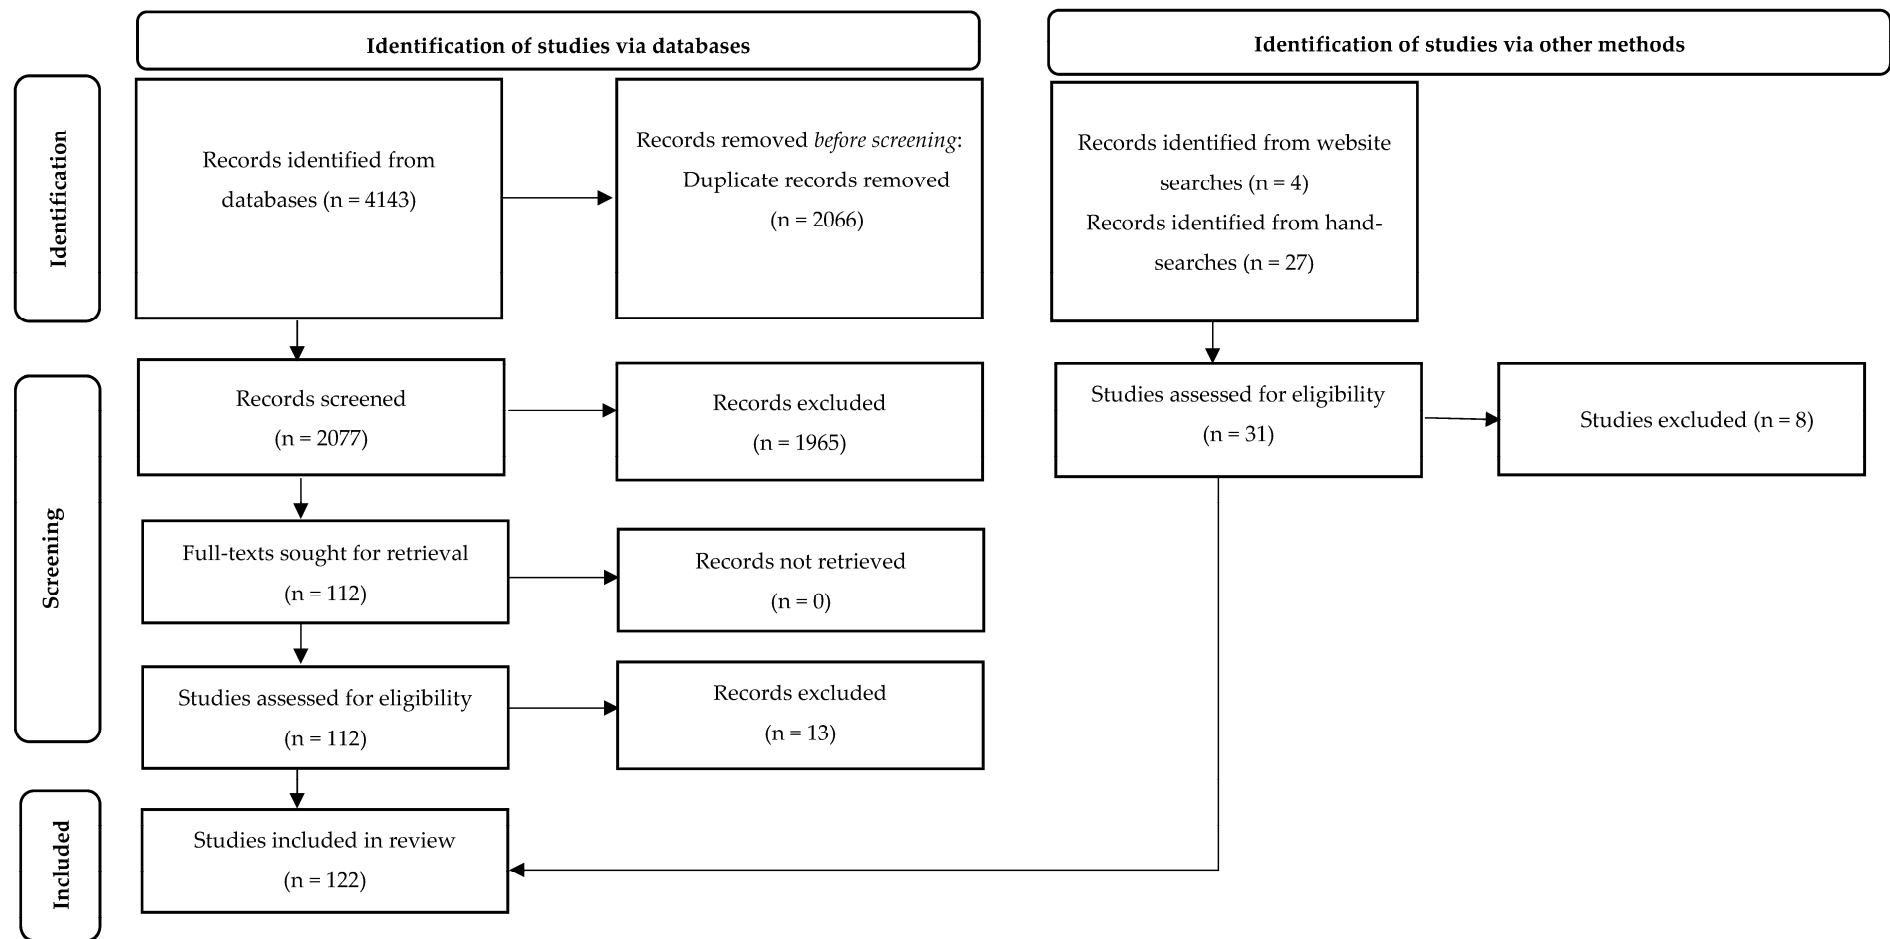 Identification of studies via databases
Identification of studies via other methods
Identification
Records identified from
databases (n = 4143)
Records removed before screening:
Duplicate records removed
(n = 2066)
Records identified from website
searches (n = 4)
Records identified from hand-
searches (n = 27)
Screening
Records screened
(n = 2077)
Records excluded
(n = 1965)
Studies assessed for eligibility
(n = 31)
Studies excluded (n = 8)
Full-texts sought for retrieval
(n = 112)
Records not retrieved
(n = 0)
Studies assessed for eligibility
(n = 112)
Records excluded
(n = 13)
Included
Studies included in review
(n = 122)